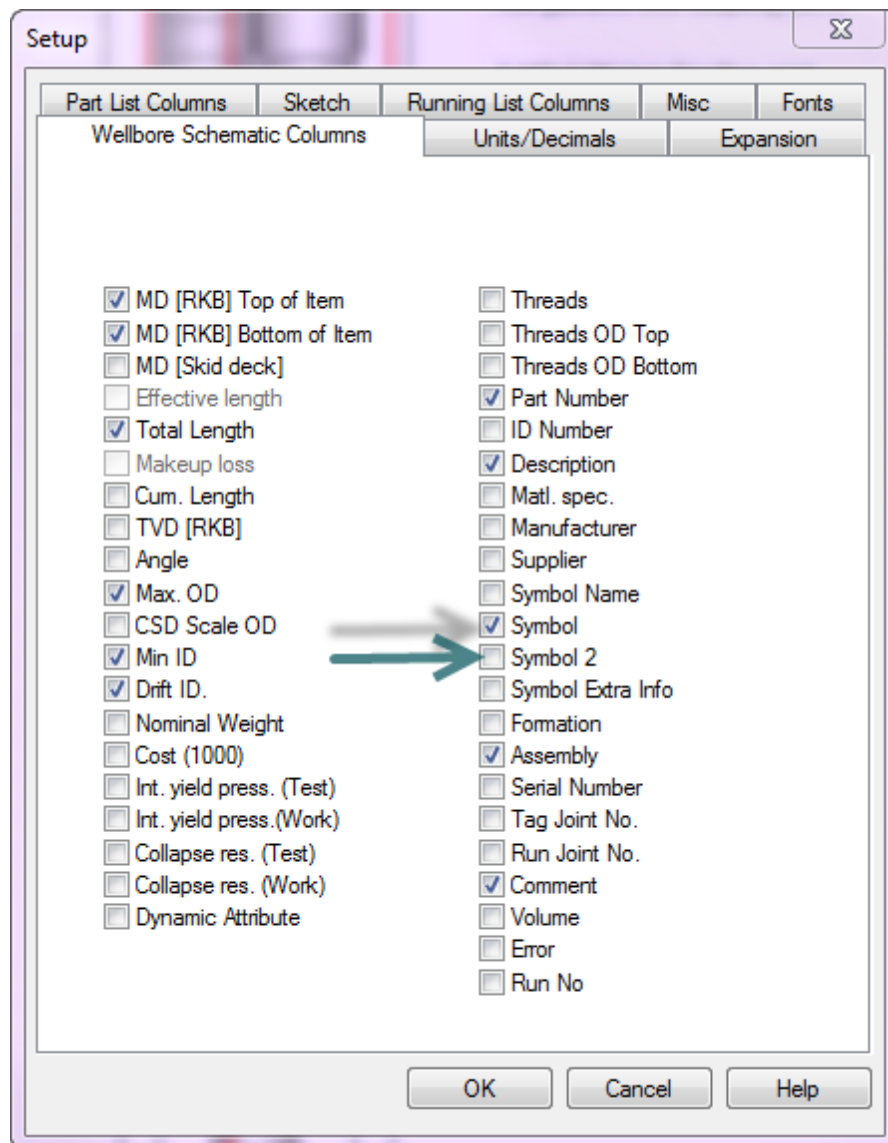 Setup
Part List Columns
Sketch
Running List Columns
Misc
Fonts
Wellbore Schematic Columns
Units/Decimals
Expansion
MD [RKB] Top of Item
MD [RKB] Bottom of Item
MD [Skid deck]
Effective length
Total Length
Makeup loss
Cum. Length
TVD [RKB]
Angle
Max. OD
CSD Scale OD
Min ID
Drift ID.
Nominal Weight
Cost (1000)
Int. yield press. (Test)
Int. yield press.(Work)
Collapse res. (Test)
Collapse res. (Work)
Dynamic Attribute
Threads
Threads OD Top
Threads OD Bottom
Part Number
ID Number
Description
Matl. spec.
Manufacturer
Supplier
Symbol Name
Symbol
Symbol 2
Symbol Extra Info
Formation
Assembly
Serial Number
Tag Joint No.
Run Joint No.
Comment
Volume
Error
Run No
OK
Cancel
Help